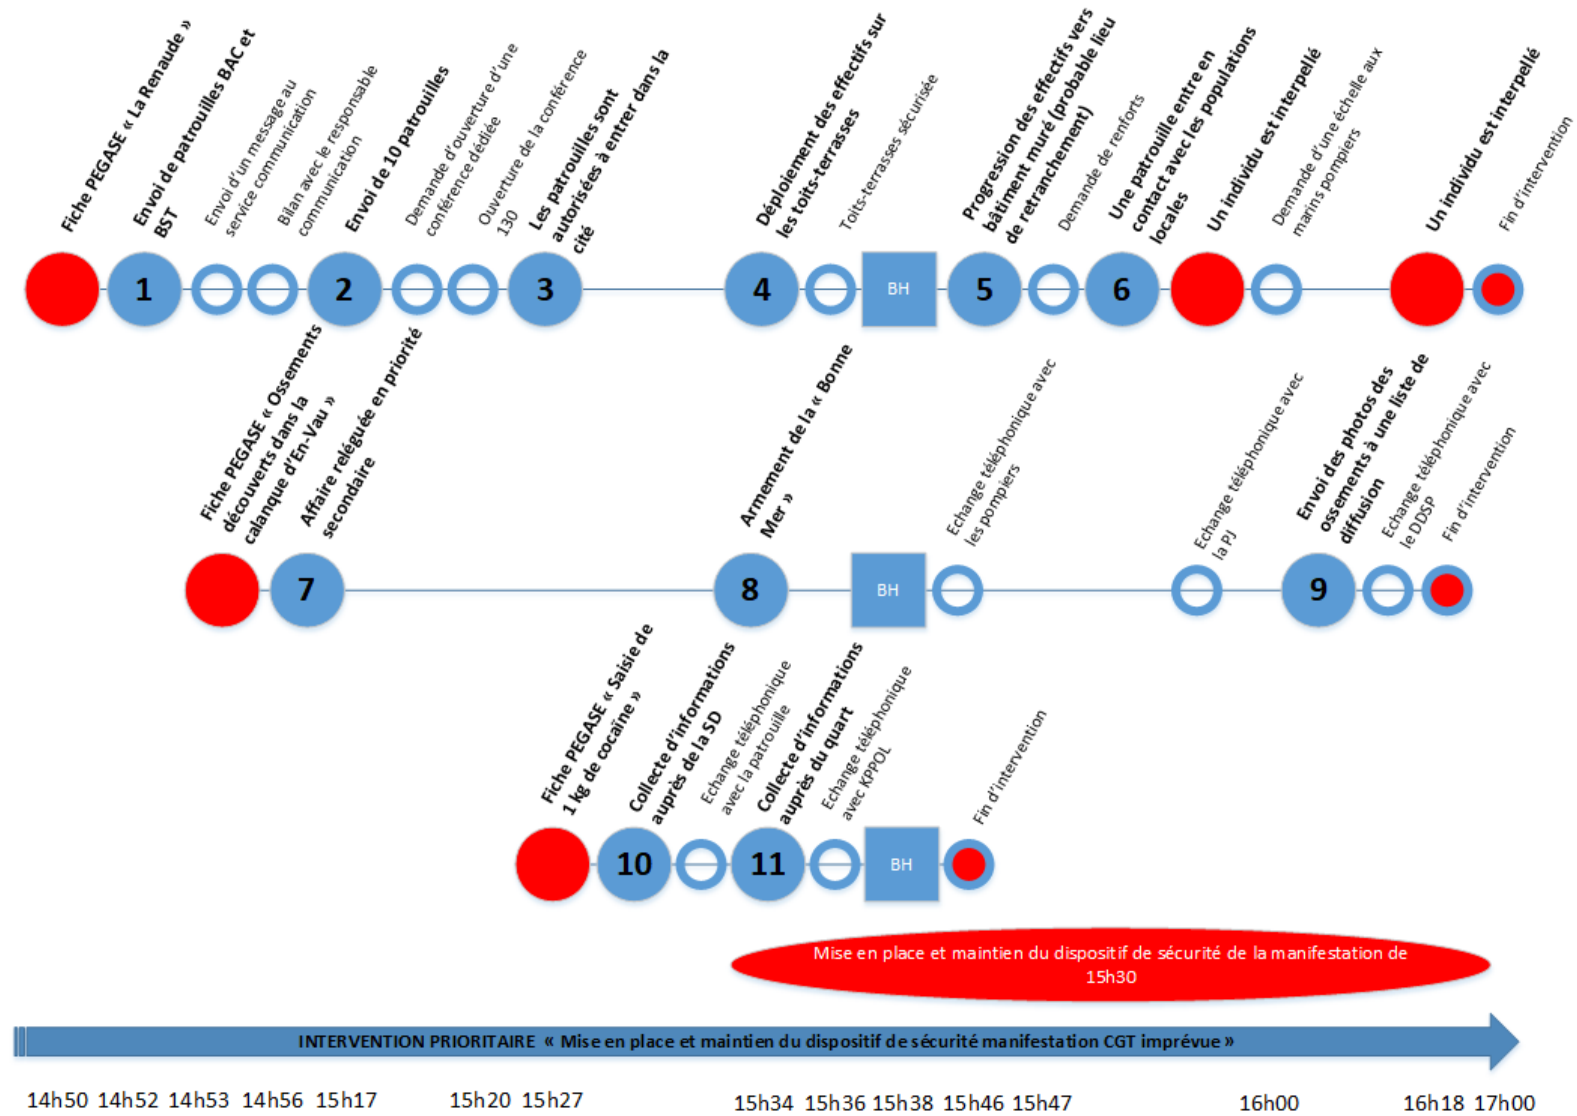 Fiche PEGASE « La Renaude »
Envoi de patrouilles BAC et
BST
Envoi d'un message au
service communication
Bilan avec le responsable
communication
Envoi de 10 patrouilles
Demande d'ouverture d'une
conférence dédiée
Ouverture de la conférence
130
Les patrouilles sont
autorisées à entrer dans la
cité
Déploiement des effectifs sur
les toits-terrasses
Toits-terrasses sécurisée
Progression des effectifs vers
bâtiment muré (probable lieu
de retranchement)
Demande de renforts
Une patrouille entre en
contact avec les populations
locales
Un individu est interpellé
Demande d'une échelle aux
marins pompiers
Un individu est interpellé
Fin d'intervention
1
2
3
4
BH
5
6
Fiche PEGASE « Ossements
découverts dans la
calanque d'En-Vau »
Affaire reléguée en priorité
secondaire
Armement de la « Bonne
Mer »
Echange téléphonique avec
les pompiers
Echange téléphonique avec
la PJ
Envoi des photos des
ossements à une liste de
diffusion
Echange téléphonique avec
le DDSP
Fin d'intervention
7
8
BH
9
Fiche PEGASE « Saisie de
1 kg de cocaïne »
Collecte d'informations
auprès de la SD
Echange téléphonique
avec la patrouille
Collecte d'informations
auprès du quart
Echange téléphonique
avec KPPOL
Fin d'intervention
10
11
BH
Mise en place et maintien du dispositif de sécurité de la manifestation de
15h30
INTERVENTION PRIORITAIRE « Mise en place et maintien du dispositif de sécurité manifestation CGT imprévue »
14h50 14h52 14h53 14h56 15h17 15h20 15h27 15h34 15h36 15h38 15h46 15h47 16h00 16h18 17h00